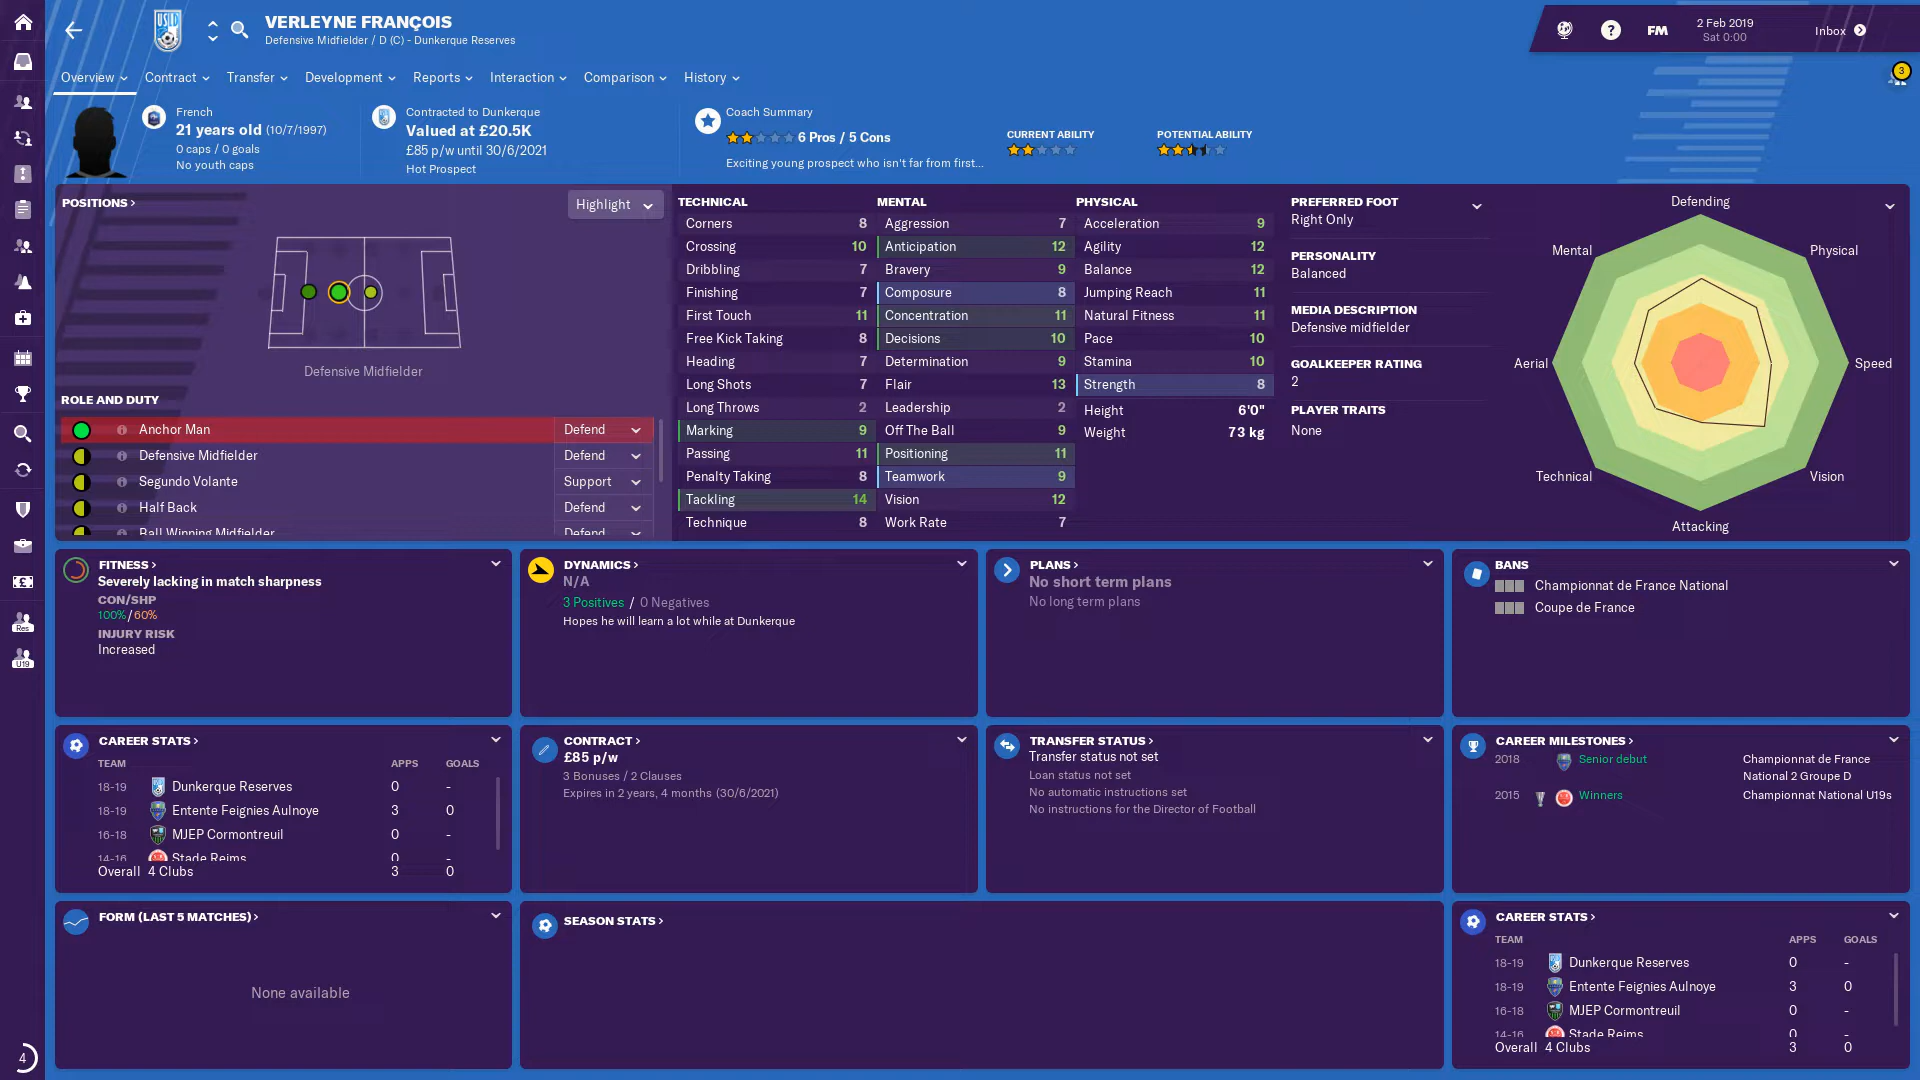 VERLEYNE FRANÇOIS
Defensive Midfielder / D (C) - Dunkerque Reserves
FM
2 Feb 2019
Sat 0:00
Inbox
3
Overview
Contract
Transfer
Development
Reports
Interaction
Comparison
History
French
21 years old (10/7/1997)
0 caps / 0 goals
No youth caps
Contracted to Dunkerque
Valued at £20.5K
£85 p/w until 30/6/2021
Hot Prospect
Coach Summary
6 Pros / 5 Cons
Exciting young prospect who isn't far from first...
CURRENT ABILITY
POTENTIAL ABILITY
POSITIONS >
Highlight
Defensive Midfielder
ROLE AND DUTY
Anchor Man Defend
Defensive Midfielder Defend
Segundo Volante Support
Half Back Defend
Ball Winning Midfielder Defend
TECHNICAL
Corners 8
Crossing 10
Dribbling 7
Finishing 7
First Touch 11
Free Kick Taking 8
Heading 7
Long Shots 7
Long Throws 2
Marking 9
Passing 11
Penalty Taking 8
Tackling 14
Technique 8
MENTAL
Aggression 7
Anticipation 12
Bravery 9
Composure 8
Concentration 11
Decisions 10
Determination 9
Flair 13
Leadership 2
Off The Ball 9
Positioning 11
Teamwork 9
Vision 12
Work Rate 7
PHYSICAL
Acceleration 9
Agility 12
Balance 12
Jumping Reach 11
Natural Fitness 11
Pace 10
Stamina 10
Strength 8
Height 6'0"
Weight 73 kg
PREFERRED FOOT
Right Only
PERSONALITY
Balanced
MEDIA DESCRIPTION
Defensive midfielder
GOALKEEPER RATING
2
PLAYER TRAITS
None
Defending
Physical
Speed
Vision
Attacking
Technical
Aerial
Mental
FITNESS >
Severely lacking in match sharpness
CON/SHP
100%/60%
INJURY RISK
Increased
DYNAMICS >
N/A
3 Positives / 0 Negatives
Hopes he will learn a lot while at Dunkerque
PLANS >
No short term plans
No long term plans
BANS
Championnat de France National
Coupe de France
CAREER STATS >
TEAM APPS GOALS
18-19 Dunkerque Reserves 0 -
18-19 Entente Feignies Aulnoye 3 0
16-18 MJEP Cormontreuil 0 -
14-16 Stade Reims 0 -
Overall 4 Clubs 3 0
CONTRACT >
£85 p/w
3 Bonuses / 2 Clauses
Expires in 2 years, 4 months (30/6/2021)
TRANSFER STATUS >
Transfer status not set
Loan status not set
No automatic instructions set
No instructions for the Director of Football
CAREER MILESTONES >
2018 Senior debut Championnat de France
National 2 Groupe D
2015 Winners Championnat National U19s
FORM (LAST 5 MATCHES) >
None available
SEASON STATS >
CAREER STATS >
TEAM APPS GOALS
18-19 Dunkerque Reserves 0 -
18-19 Entente Feignies Aulnoye 3 0
16-18 MJEP Cormontreuil 0 -
14-16 Stade Reims 0 -
Overall 4 Clubs 3 0
Res
U19
4